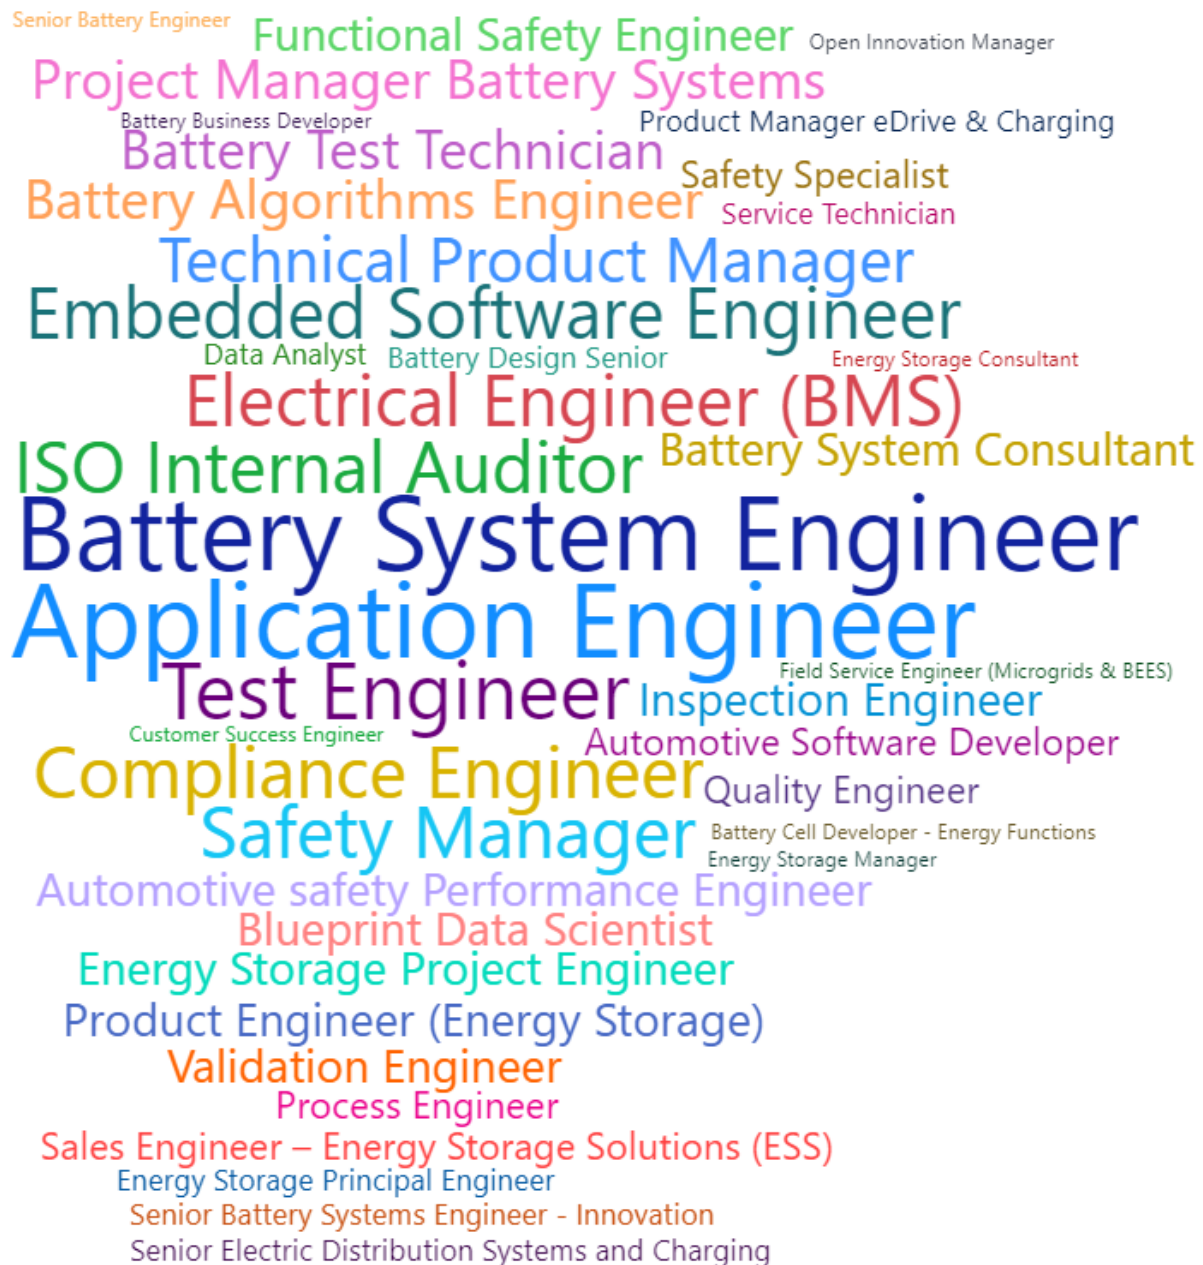 Senior Battery Engineer
Functional Safety Engineer
Open Innovation Manager
Project Manager Battery Systems
Battery Business Developer
Product Manager eDrive & Charging
Battery Test Technician
Safety Specialist
Battery Algorithms Engineer
Service Technician
Technical Product Manager
Embedded Software Engineer
Data Analyst
Battery Design Senior
Energy Storage Consultant
Electrical Engineer (BMS)
Battery System Consultant
ISO Internal Auditor
Battery System Engineer
Application Engineer
Field Service Engineer (Microgrids & BEES)
Test Engineer
Inspection Engineer
Customer Success Engineer
Automotive Software Developer
Compliance Engineer
Quality Engineer
Safety Manager
Battery Cell Developer - Energy Functions
Energy Storage Manager
Automotive safety Performance Engineer
Blueprint Data Scientist
Energy Storage Project Engineer
Product Engineer (Energy Storage)
Validation Engineer
Process Engineer
Sales Engineer – Energy Storage Solutions (ESS)
Energy Storage Principal Engineer
Senior Battery Systems Engineer - Innovation
Senior Electric Distribution Systems and Charging